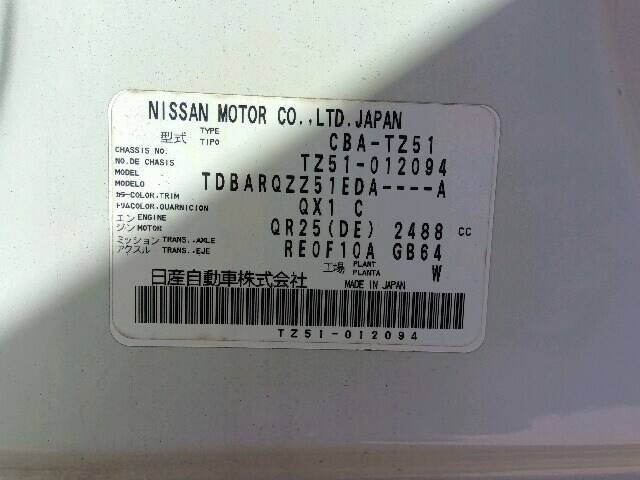 NISSAN MOTOR CO.,LTD.JAPAN
型式 TYPE TIPO CBA-TZ51
CHASSIS NO. NO.DE CHASIS TZ51-012094
MODEL MODELO TDBARQZZ51EDA----A
カラー COLOR,TRIM トリム COLOR,GUARNICION QX1 C
エンジン ENGINE MOTOR QR25(DE) 2488 cc
ミッション TRANS.,AXLE アクスル TRANS.,EJE RE0F10A GB64
工場 PLANT PLANTA W
日産自動車株式会社 MADE IN JAPAN
TZ51-012094